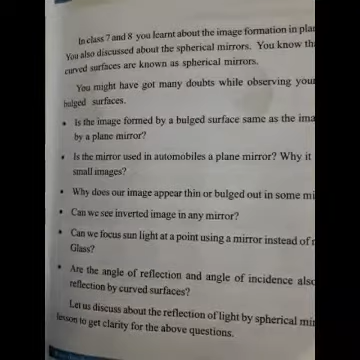 In class 7 and 8 you learnt about the image formation in
You also discussed about the spherical mirrors. You know
curved surfaces are known as spherical mirrors.
You might have got many doubts while observing
bulged surfaces.
• Is the image formed by a bulged surface same as the
by a plane mirror?
• Is the mirror used in automobiles a plane mirror? Why it
small images?
• Why does our image appear thin or bulged out in some
• Can we see inverted image in any mirror?
• Can we focus sun light at a point using a mirror instead of
Glass?
• Are the angle of reflection and angle of incidence
reflection by curved surfaces?
Let us discuss about the reflection of light by spherical
lesson to get clarity for the above questions.